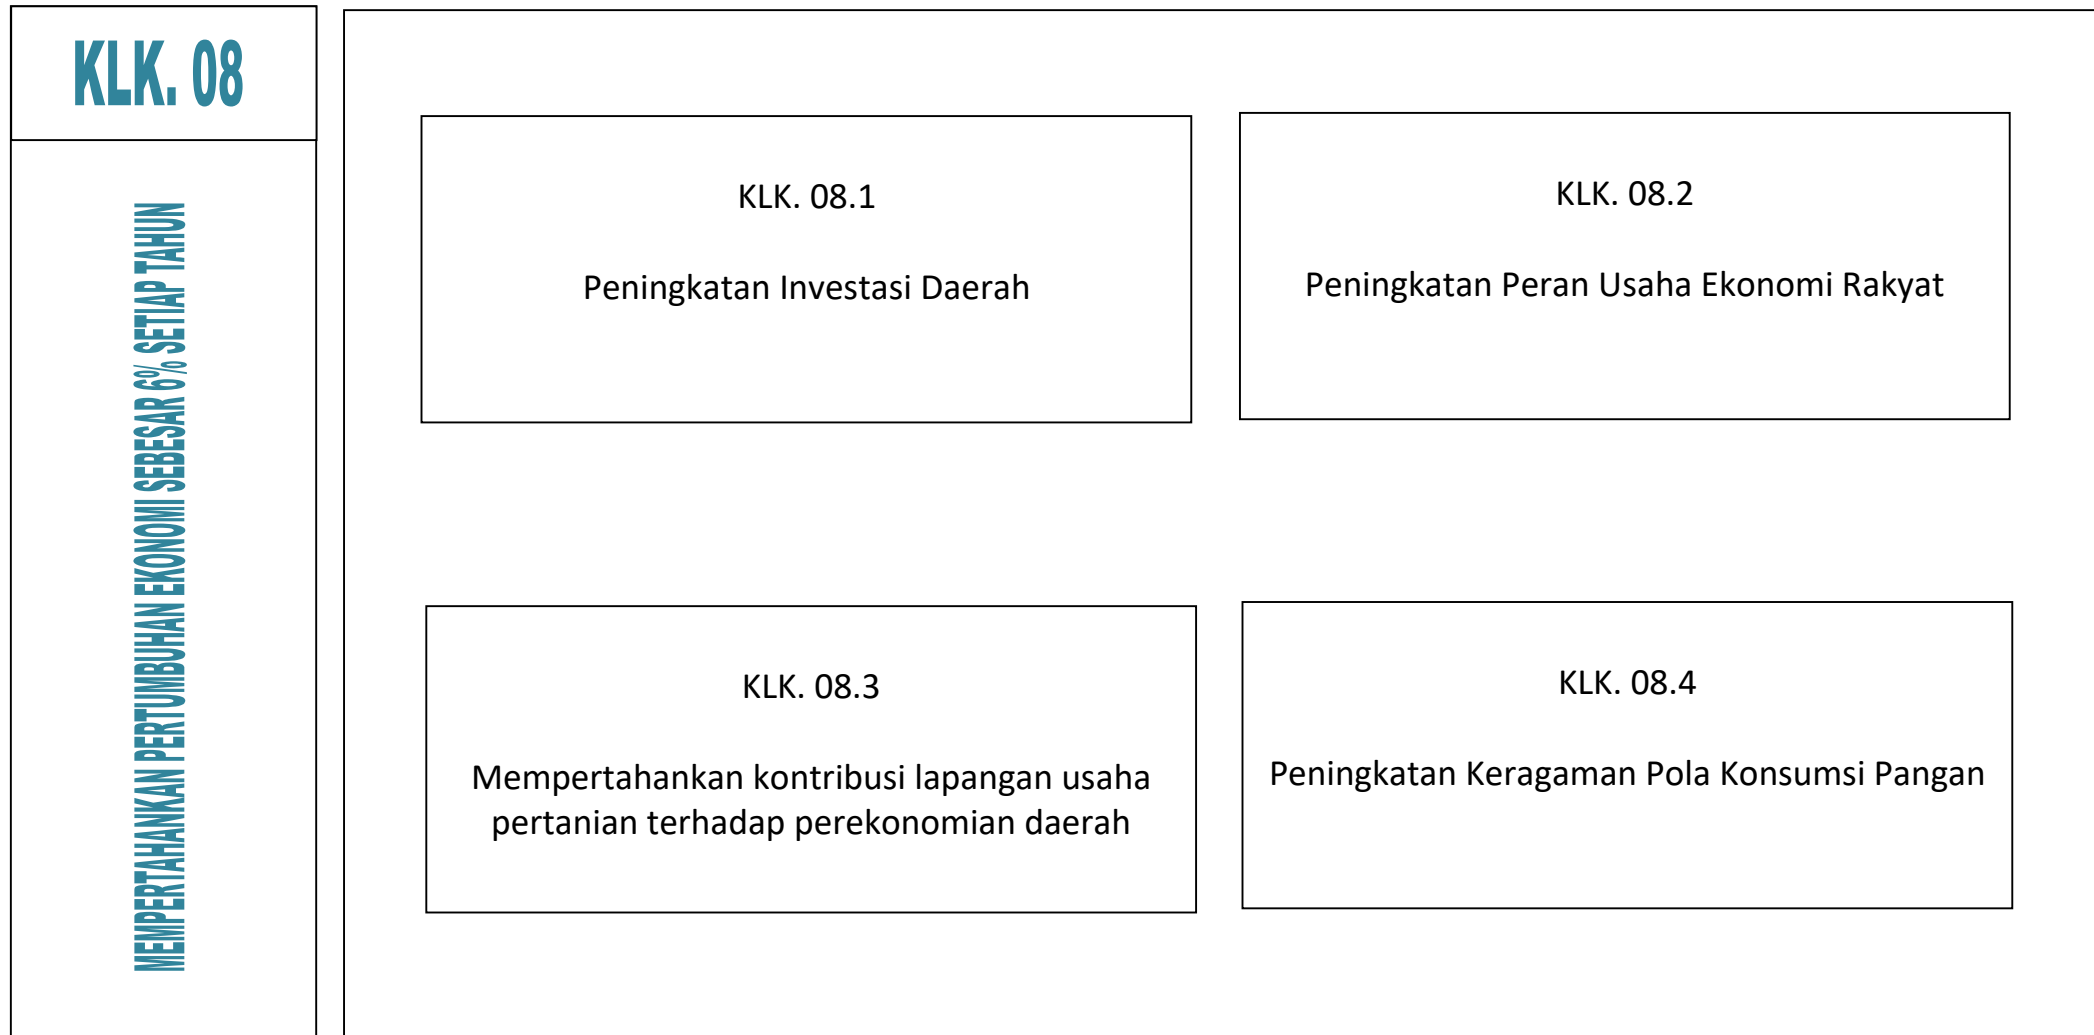 KLK. 08
MEMPERTAHANKAN PERTUMBUHAN EKONOMI SEBESAR 6% SETIAP TAHUN
KLK. 08.1
Peningkatan Investasi Daerah
KLK. 08.2
Peningkatan Peran Usaha Ekonomi Rakyat
KLK. 08.3
Mempertahankan kontribusi lapangan usaha
pertanian terhadap perekonomian daerah
KLK. 08.4
Peningkatan Keragaman Pola Konsumsi Pangan